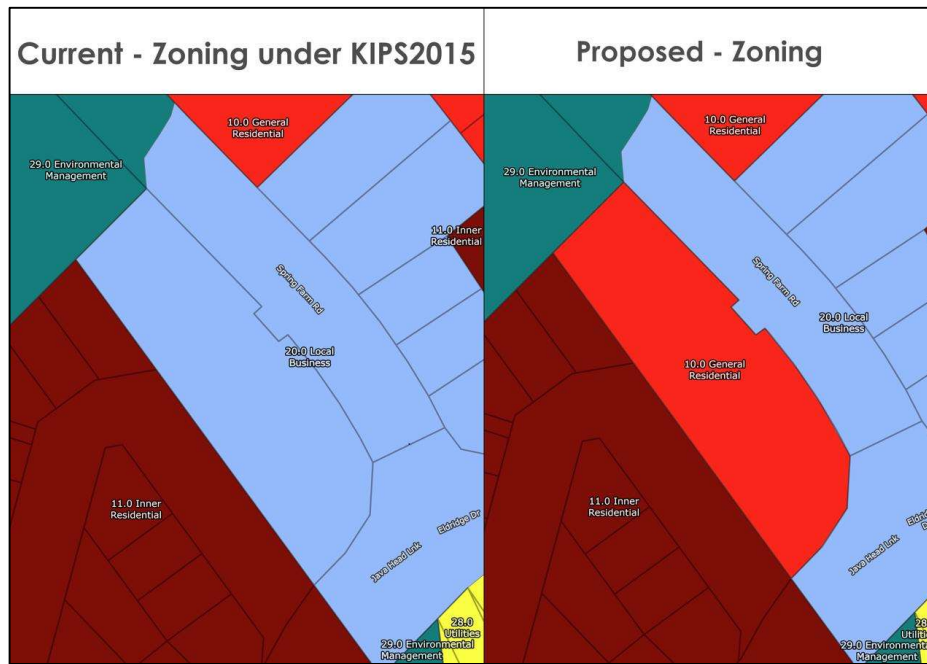 Current - Zoning under KIPS2015
10.0 General
Residential
29.0 Environmental
Management
11.0 Inner
Residential
Spring Farm Rd
20.0 Local
Business
11.0 Inner
Residential
Eldridge Dr
Java Head Lnk
28.0
Utilities
29.0 Environmental
Management
Proposed - Zoning
10.0 General
Residential
29.0 Environmental
Management
Spring Farm Rd
20.0 Local
Business
10.0 General
Residential
11.0 Inner
Residential
Java Head Lnk
29.0 Environmental
Management